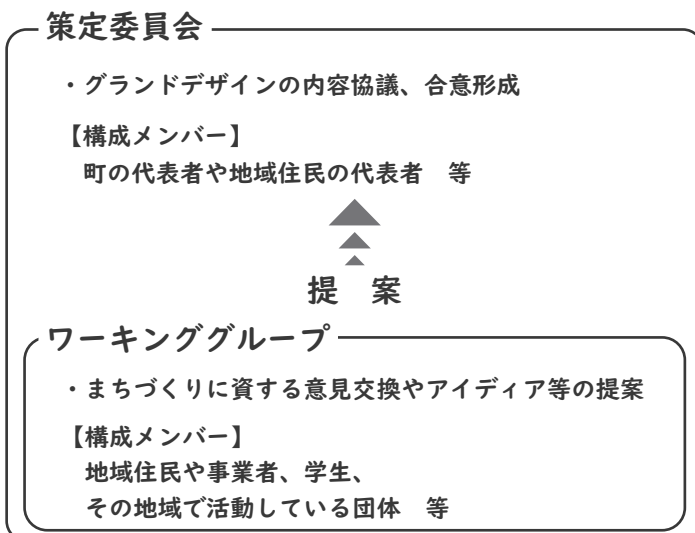 策定委員会
・グランドデザインの内容協議、合意形成
【構成メンバー】
町の代表者や地域住民の代表者　等
提　案
ワーキンググループ
・まちづくりに資する意見交換やアイディア等の提案
【構成メンバー】
地域住民や事業者、学生、
その地域で活動している団体　等